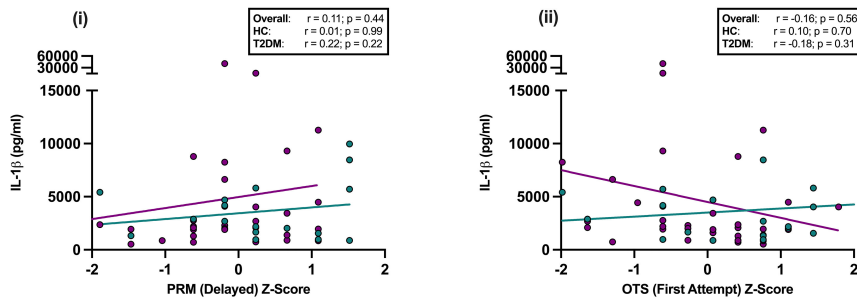 (i)
Overall: r = 0.11; p = 0.44
HC: r = 0.01; p = 0.99
T2DM: r = 0.22; p = 0.22
60000
30000
15000
10000
5000
0
IL-1β (pg/ml)
-2 -1 0 1 2
PRM (Delayed) Z-Score
(ii)
Overall: r = -0.16; p = 0.56
HC: r = 0.10; p = 0.70
T2DM: r = -0.18; p = 0.31
60000
30000
15000
10000
5000
0
IL-1β (pg/ml)
-2 -1 0 1 2
OTS (First Attempt) Z-Score